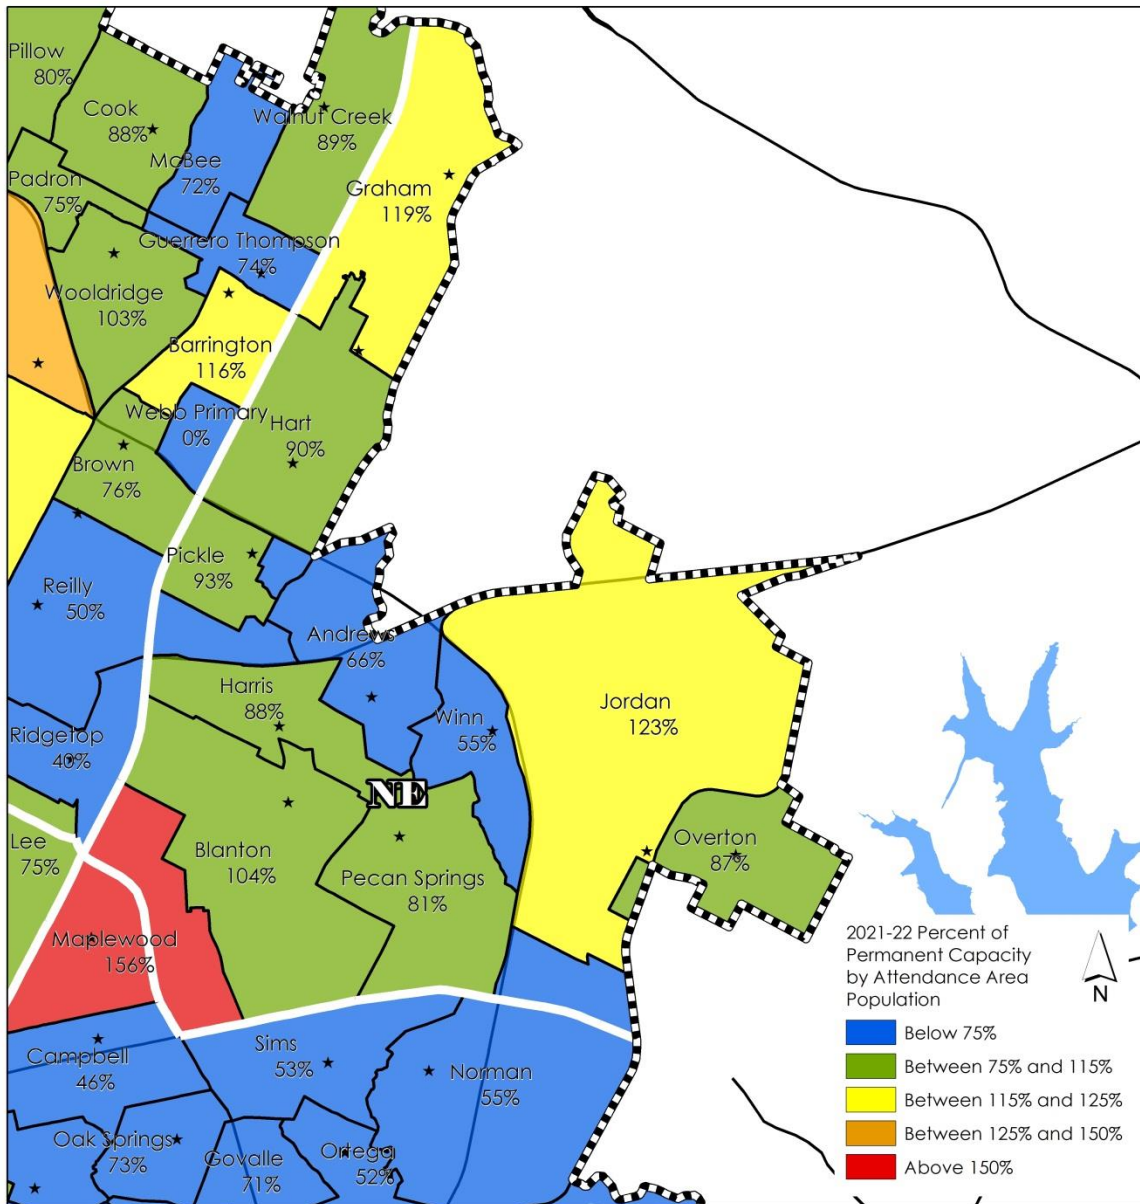 Pillow
80%
Cook
88%
Walnut Creek
89%
McBee
72%
Padron
75%
Graham
119%
Guerrero Thompson
74%
Wooldridge
103%
Barrington
116%
Webb Primary
0%
Hart
90%
Brown
76%
Pickle
93%
Reilly
50%
Andrews
66%
Harris
88%
Jordan
123%
Winn
55%
Ridgetop
40%
NE
Lee
75%
Blanton
104%
Pecan Springs
81%
Overton
87%
Maplewood
156%
Campbell
46%
Sims
53%
Norman
55%
Oak Springs
73%
Govalle
71%
Ortega
52%
2021-22 Percent of
Permanent Capacity
by Attendance Area
Population
N
Below 75%
Between 75% and 115%
Between 115% and 125%
Between 125% and 150%
Above 150%